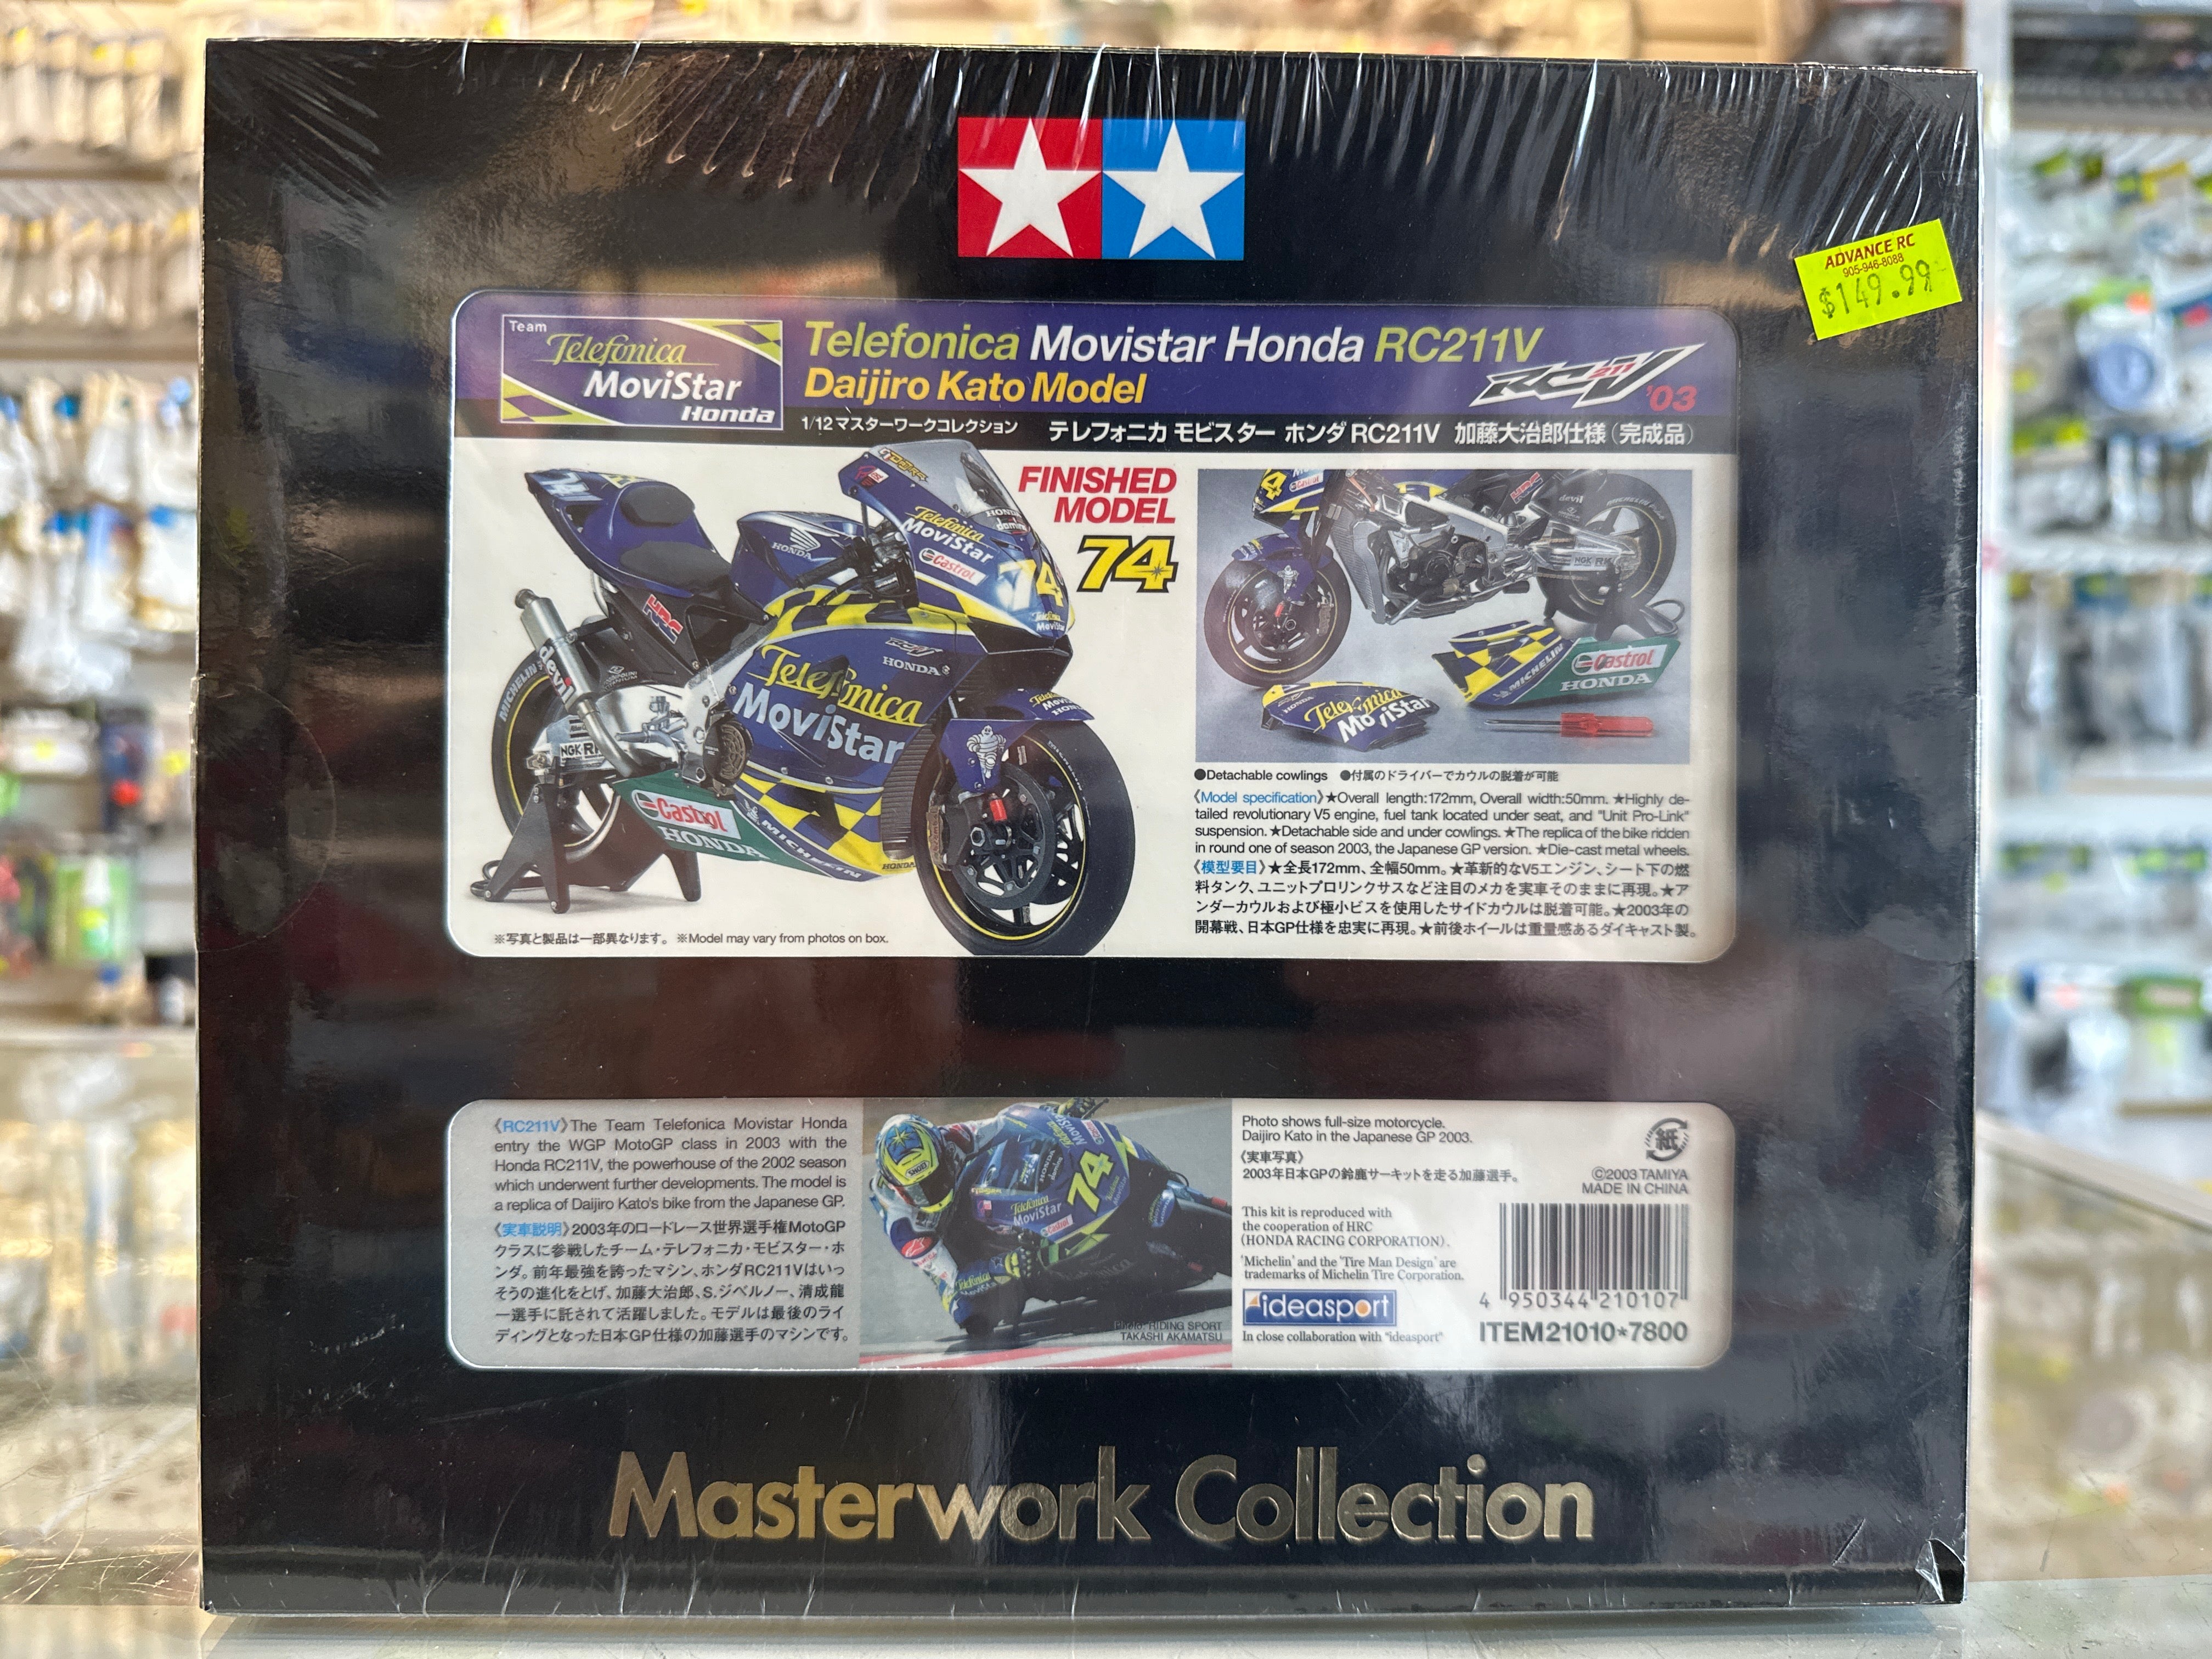 ADVANCE RC
905-946-8088
$149.99
Team
Telefonica
MoviStar
Honda
Telefonica Movistar Honda RC211V
Daijiro Kato Model
RC211V
'03
1/12 マスターワークコレクション テレフォニカ モビスター ホンダ RC211V 加藤大治郎仕様(完成品)
FINISHED
MODEL
74
HONDA
Telefonica
MoviStar
Castrol
74
HRC
devil
MICHELIN
Telefonica
MoviStar
HONDA
NGK RK
Castrol
HONDA
MICHELIN
HONDA
4
Castrol
HRC
devil
NGK RK
Telefonica
MoviStar
MICHELIN
Castrol
HONDA
●Detachable cowlings ●付属のドライバーでカウルの脱着が可能
《Model specification》★Overall length:172mm, Overall width:50mm. ★Highly de-
tailed revolutionary V5 engine, fuel tank located under seat, and "Unit Pro-Link"
suspension. ★Detachable side and under cowlings. ★The replica of the bike ridden
in round one of season 2003, the Japanese GP version. ★Die-cast metal wheels.
《模型要目》★全長172mm、全幅50mm。★革新的なV5エンジン、シート下の燃
料タンク、ユニットプロリンクサスなど注目のメカを実車そのままに再現。★ア
ンダーカウルおよび極小ビスを使用したサイドカウルは脱着可能。★2003年の
開幕戦、日本GP仕様を忠実に再現。★前後ホイールは重量感あるダイキャスト製。
※写真と製品は一部異なります。 ※Model may vary from photos on box.
《RC211V》The Team Telefonica Movistar Honda
entry the WGP MotoGP class in 2003 with the
Honda RC211V, the powerhouse of the 2002 season
which underwent further developments. The model is
a replica of Daijiro Kato's bike from the Japanese GP.
《実車説明》2003年のロードレース世界選手権MotoGP
クラスに参戦したチーム・テレフォニカ・モビスター・ホ
ンダ。前年最強を誇ったマシン、ホンダRC211Vはいっ
そうの進化をとげ、加藤大治郎、S.ジベルノー、清成龍
一選手に託されて活躍しました。モデルは最後のライ
ディングとなった日本GP仕様の加藤選手のマシンです。
SHOEI
Telefonica
MoviStar
74
Photo: RIDING SPORT
TAKASHI AKAMATSU
Photo shows full-size motorcycle.
Daijiro Kato in the Japanese GP 2003.
《実車写真》
2003年日本GPの鈴鹿サーキットを走る加藤選手。
紙
©2003 TAMIYA
MADE IN CHINA
This kit is reproduced with
the cooperation of HRC
(HONDA RACING CORPORATION).
'Michelin' and the 'Tire Man Design' are
trademarks of Michelin Tire Corporation.
ideasport
In close collaboration with "ideasport"
4 950344 210107
ITEM 21010*7800
Masterwork Collection